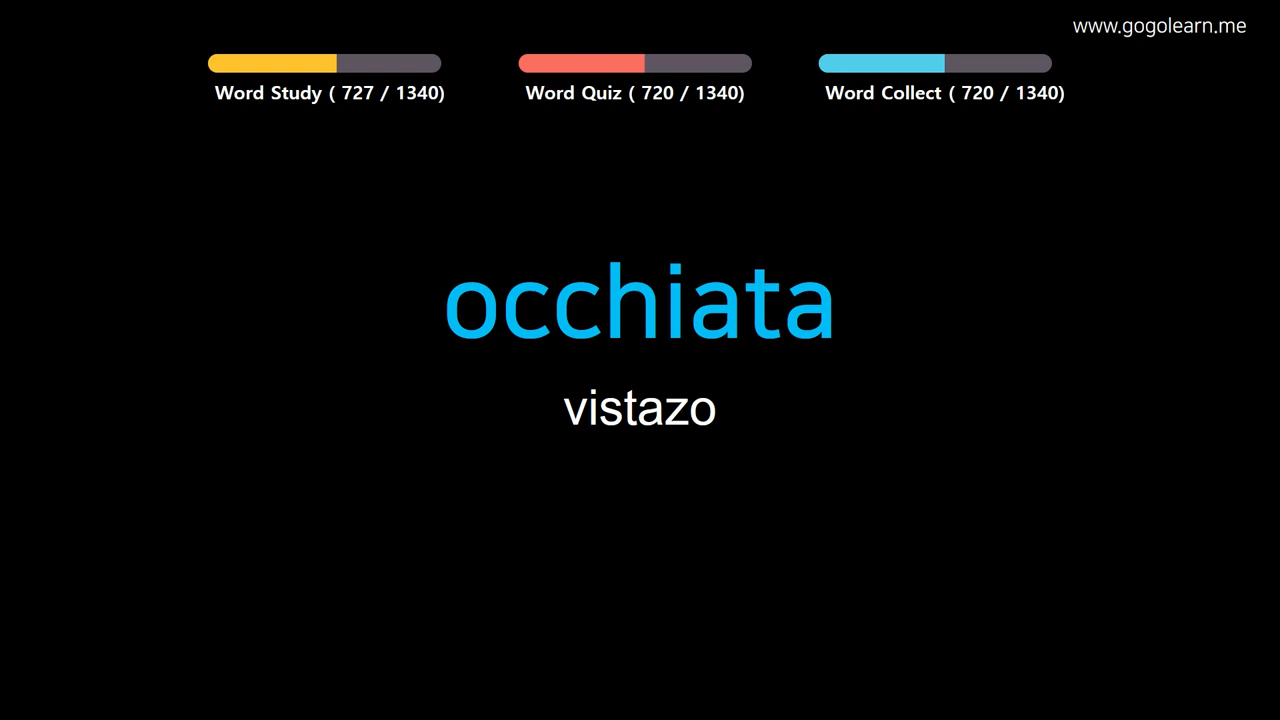 www.gogolearn.me
Word Study ( 727 / 1340)
Word Quiz ( 720 / 1340)
Word Collect ( 720 / 1340)
occhiata
vistazo